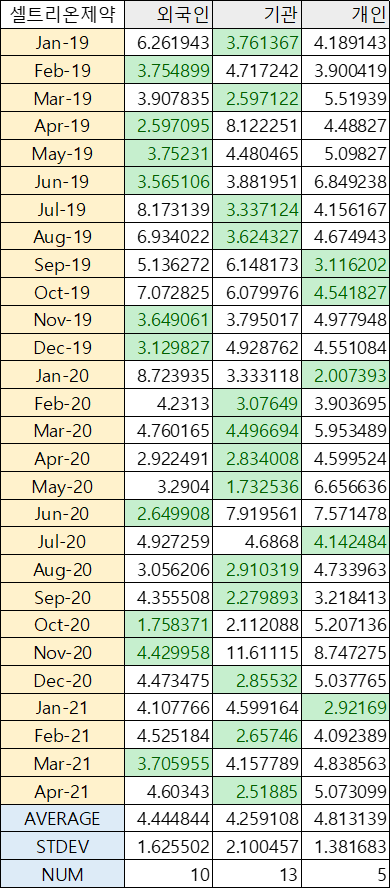 셀트리온제약 외국인 기관 개인
Jan-19 6.261943 3.761367 4.189143
Feb-19 3.754899 4.717242 3.900419
Mar-19 3.907835 2.597122 5.51939
Apr-19 2.597095 8.122251 4.48827
May-19 3.75231 4.480465 5.09827
Jun-19 3.565106 3.881951 6.849238
Jul-19 8.173139 3.337124 4.156167
Aug-19 6.934022 3.624327 4.674943
Sep-19 5.136272 6.148173 3.116202
Oct-19 7.072825 6.079976 4.541827
Nov-19 3.649061 3.795017 4.977948
Dec-19 3.129827 4.928762 4.551084
Jan-20 8.723935 3.333118 2.007393
Feb-20 4.2313 3.07649 3.903695
Mar-20 4.760165 4.496694 5.953489
Apr-20 2.922491 2.834008 4.599524
May-20 3.2904 1.732536 6.656636
Jun-20 2.649908 7.919561 7.571478
Jul-20 4.927259 4.6868 4.142484
Aug-20 3.056206 2.910319 4.733963
Sep-20 4.355508 2.279893 3.218413
Oct-20 1.758371 2.112088 5.207136
Nov-20 4.429958 11.61115 8.747275
Dec-20 4.473475 2.85532 5.037765
Jan-21 4.107766 4.599164 2.92169
Feb-21 4.525184 2.65746 4.092389
Mar-21 3.705955 4.157789 4.838563
Apr-21 4.60343 2.51885 5.073099
AVERAGE 4.444844 4.259108 4.813139
STDEV 1.625502 2.100457 1.381683
NUM 10 13 5